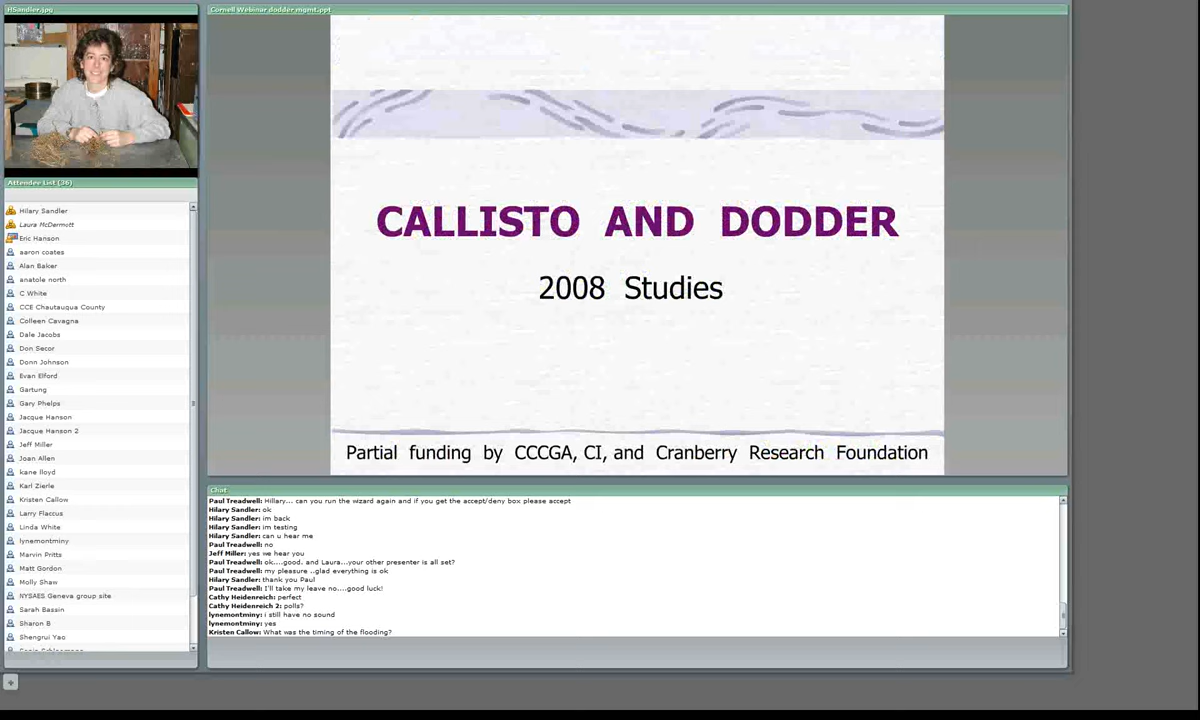 HSandler.jpg
Cornell Webinar dodder mgmt.ppt
CALLISTO AND DODDER
2008 Studies
Partial funding by CCCGA, CI, and Cranberry Research Foundation
Attendee List (36)
Hilary Sandler
Laura McDermott
Eric Hanson
aaron coates
Alan Baker
anatole north
C White
CCE Chautauqua County
Colleen Cavagna
Dale Jacobs
Don Secor
Donn Johnson
Evan Elford
Gartung
Gary Phelps
Jacque Hanson
Jacque Hanson 2
Jeff Miller
Joan Allen
kane lloyd
Karl Zierle
Kristen Callow
Larry Flaccus
Linda White
lynemontminy
Marvin Pritts
Matt Gordon
Molly Shaw
NYSAES Geneva group site
Sarah Bassin
Sharon B
Shengrui Yao
Chat
Paul Treadwell: Hillary... can you run the wizard again and if you get the accept/deny box please accept
Hilary Sandler: ok
Hilary Sandler: im back
Hilary Sandler: im testing
Hilary Sandler: can u hear me
Paul Treadwell: no
Jeff Miller: yes we hear you
Paul Treadwell: ok....good. and Laura...your other presenter is all set?
Paul Treadwell: my pleasure ..glad everything is ok
Hilary Sandler: thank you Paul
Paul Treadwell: I'll take my leave no....good luck!
Cathy Heidenreich: perfect
Cathy Heidenreich 2: polls?
lynemontminy: i still have no sound
lynemontminy: yes
Kristen Callow: What was the timing of the flooding?